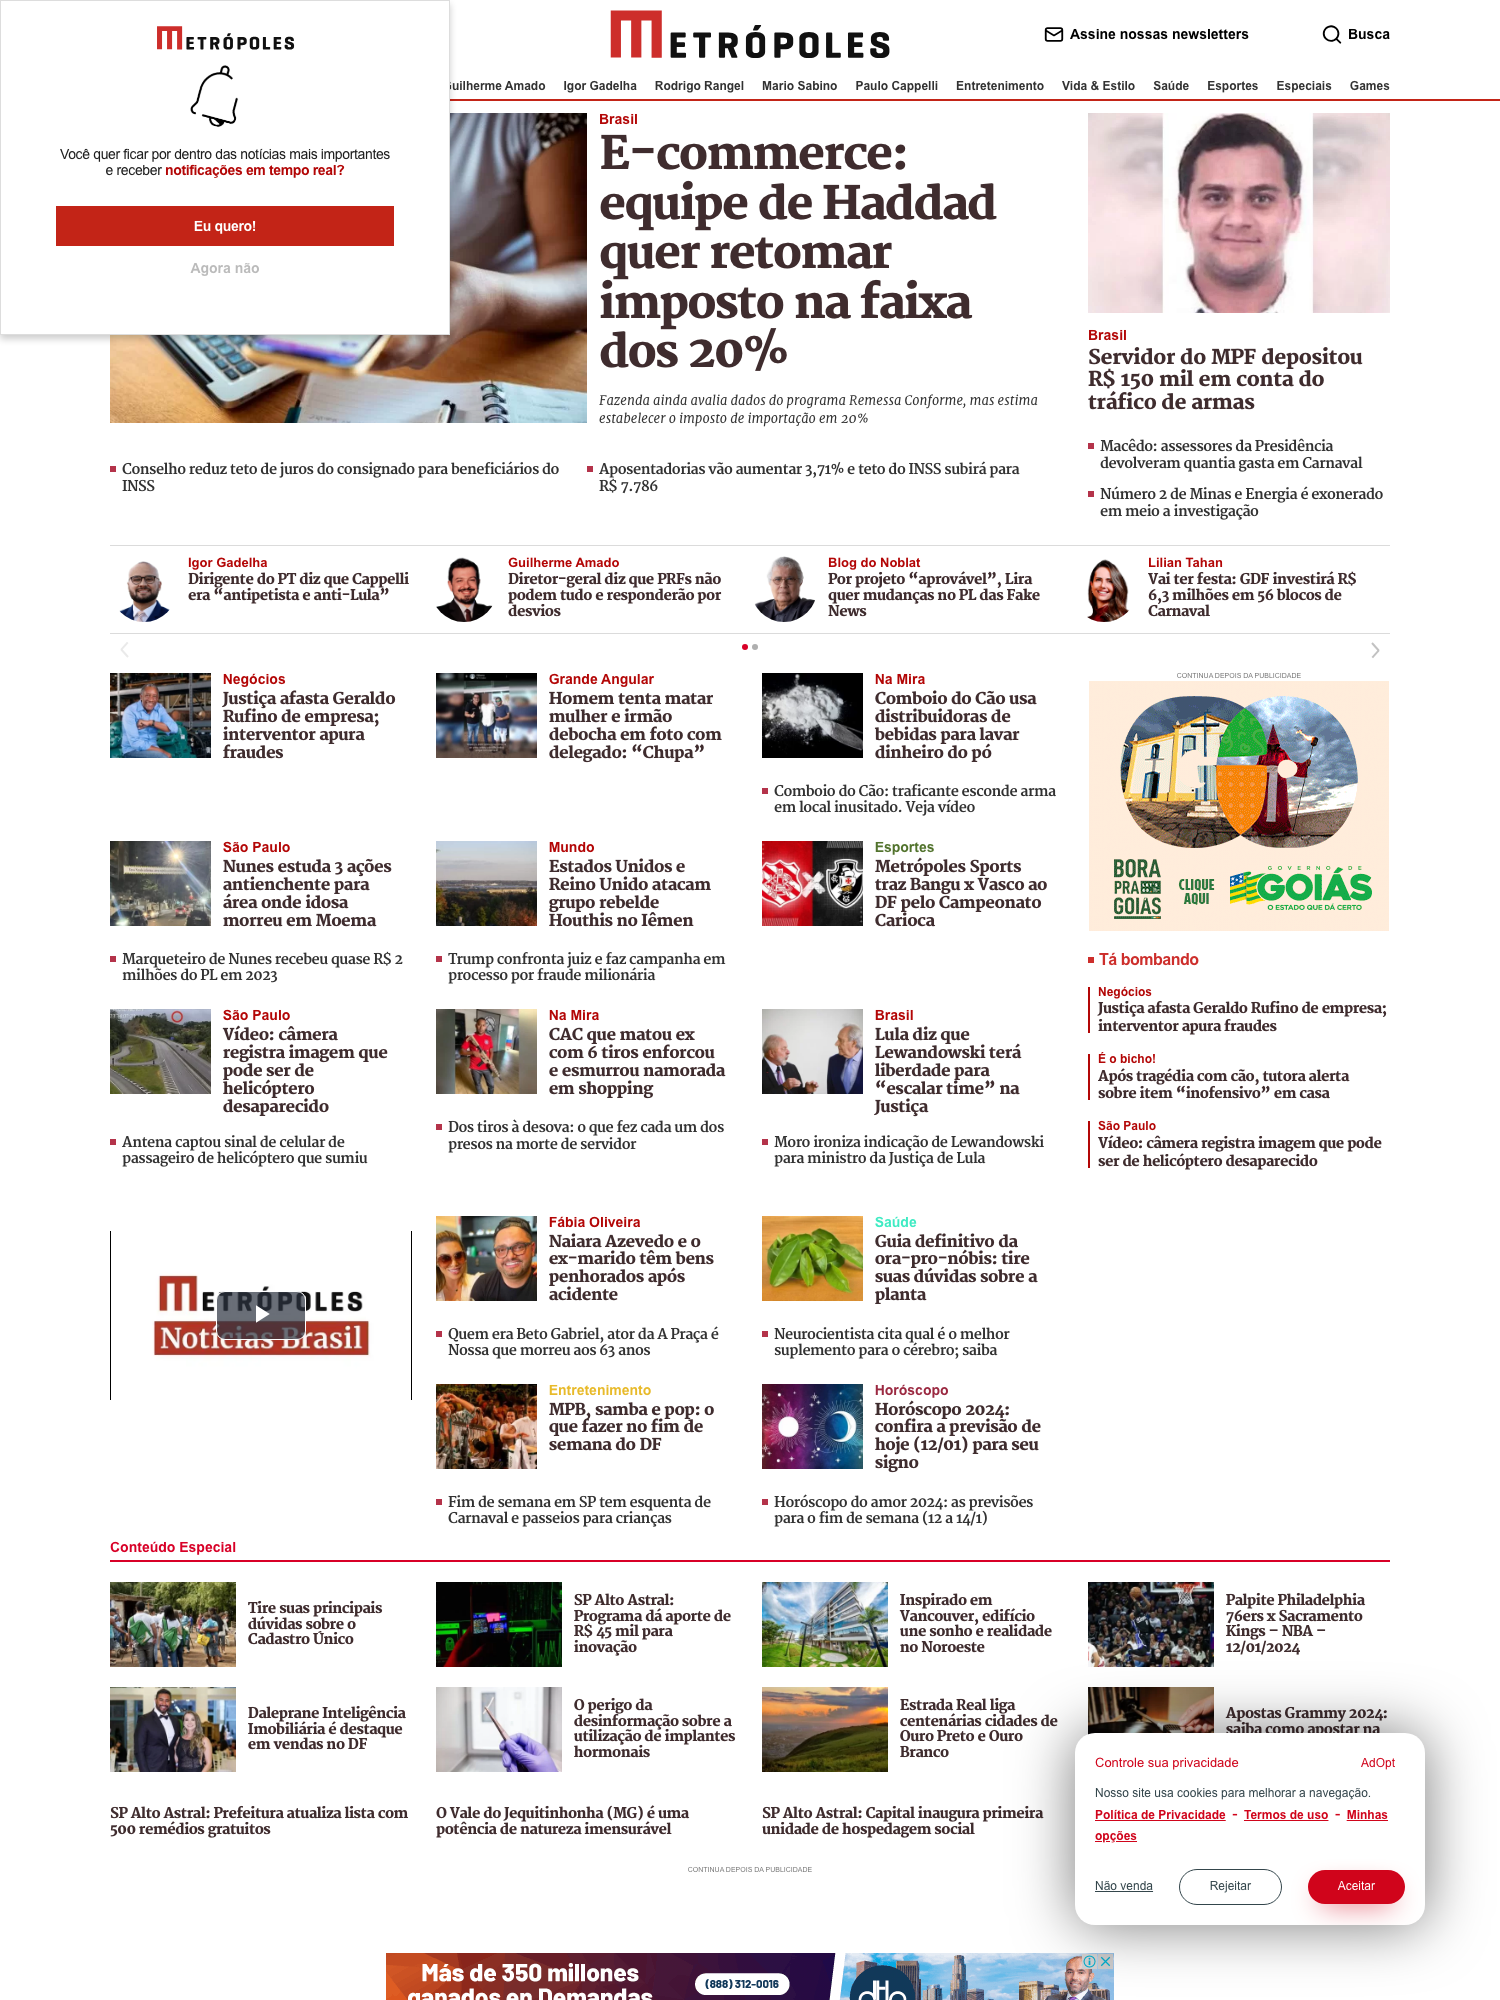 METRÓPOLES
Você quer ficar por dentro das notícias mais importantes
e receber notificações em tempo real?
Eu quero!
Agora não
METRÓPOLES
Assine nossas newsletters
Busca
Guilherme Amado Igor Gadelha Rodrigo Rangel Mario Sabino Paulo Cappelli Entretenimento Vida & Estilo Saúde Esportes Especiais Games
Brasil
E-commerce:
equipe de Haddad
quer retomar
imposto na faixa
dos 20%
Fazenda ainda avalia dados do programa Remessa Conforme, mas estima
estabelecer o imposto de importação em 20%
Conselho reduz teto de juros do consignado para beneficiários do
INSS
Aposentadorias vão aumentar 3,71% e teto do INSS subirá para
R$ 7.786
Brasil
Servidor do MPF depositou
R$ 150 mil em conta do
tráfico de armas
Macêdo: assessores da Presidência
devolveram quantia gasta em Carnaval
Número 2 de Minas e Energia é exonerado
em meio a investigação
Igor Gadelha
Dirigente do PT diz que Cappelli
era “antipetista e anti-Lula”
Guilherme Amado
Diretor-geral diz que PRFs não
podem tudo e responderão por
desvios
Blog do Noblat
Por projeto “aprovável”, Lira
quer mudanças no PL das Fake
News
Lilian Tahan
Vai ter festa: GDF investirá R$
6,3 milhões em 56 blocos de
Carnaval
Negócios
Justiça afasta Geraldo
Rufino de empresa;
interventor apura
fraudes
Grande Angular
Homem tenta matar
mulher e irmão
debocha em foto com
delegado: “Chupa”
Na Mira
Comboio do Cão usa
distribuidoras de
bebidas para lavar
dinheiro do pó
Comboio do Cão: traficante esconde arma
em local inusitado. Veja vídeo
São Paulo
Nunes estuda 3 ações
antienchente para
área onde idosa
morreu em Moema
Marqueteiro de Nunes recebeu quase R$ 2
milhões do PL em 2023
Mundo
Estados Unidos e
Reino Unido atacam
grupo rebelde
Houthis no Iêmen
Trump confronta juiz e faz campanha em
processo por fraude milionária
Esportes
Metrópoles Sports
traz Bangu x Vasco ao
DF pelo Campeonato
Carioca
São Paulo
Vídeo: câmera
registra imagem que
pode ser de
helicóptero
desaparecido
Antena captou sinal de celular de
passageiro de helicóptero que sumiu
Na Mira
CAC que matou ex
com 6 tiros enforcou
e esmurrou namorada
em shopping
Dos tiros à desova: o que fez cada um dos
presos na morte de servidor
Brasil
Lula diz que
Lewandowski terá
liberdade para
“escalar time” na
Justiça
Moro ironiza indicação de Lewandowski
para ministro da Justiça de Lula
CONTINUA DEPOIS DA PUBLICIDADE
BORA
PRA
GOIÁS
CLIQUE
AQUI
GOVERNO DE
GOIÁS
O ESTADO QUE DÁ CERTO
Tá bombando
Negócios
Justiça afasta Geraldo Rufino de empresa;
interventor apura fraudes
É o bicho!
Após tragédia com cão, tutora alerta
sobre item “inofensivo” em casa
São Paulo
Vídeo: câmera registra imagem que pode
ser de helicóptero desaparecido
METRÓPOLES
Notícias Brasil
Fábia Oliveira
Naiara Azevedo e o
ex-marido têm bens
penhorados após
acidente
Quem era Beto Gabriel, ator da A Praça é
Nossa que morreu aos 63 anos
Saúde
Guia definitivo da
ora-pro-nóbis: tire
suas dúvidas sobre a
planta
Neurocientista cita qual é o melhor
suplemento para o cérebro; saiba
Entretenimento
MPB, samba e pop: o
que fazer no fim de
semana do DF
Fim de semana em SP tem esquenta de
Carnaval e passeios para crianças
Horóscopo
Horóscopo 2024:
confira a previsão de
hoje (12/01) para seu
signo
Horóscopo do amor 2024: as previsões
para o fim de semana (12 a 14/1)
Conteúdo Especial
Tire suas principais
dúvidas sobre o
Cadastro Único
SP Alto Astral:
Programa dá aporte de
R$ 45 mil para
inovação
Inspirado em
Vancouver, edifício
une sonho e realidade
no Noroeste
Palpite Philadelphia
76ers x Sacramento
Kings – NBA –
12/01/2024
Daleprane Inteligência
Imobiliária é destaque
em vendas no DF
O perigo da
desinformação sobre a
utilização de implantes
hormonais
Estrada Real liga
centenárias cidades de
Ouro Preto e Ouro
Branco
Apostas Grammy 2024:
saiba como apostar na
SP Alto Astral: Prefeitura atualiza lista com
500 remédios gratuitos
O Vale do Jequitinhonha (MG) é uma
potência de natureza imensurável
SP Alto Astral: Capital inaugura primeira
unidade de hospedagem social
Controle sua privacidade
AdOpt
Nosso site usa cookies para melhorar a navegação.
Política de Privacidade - Termos de uso - Minhas
opções
Não venda
Rejeitar
Aceitar
CONTINUA DEPOIS DA PUBLICIDADE
Más de 350 millones
ganados en Demandas
(888) 312-0016